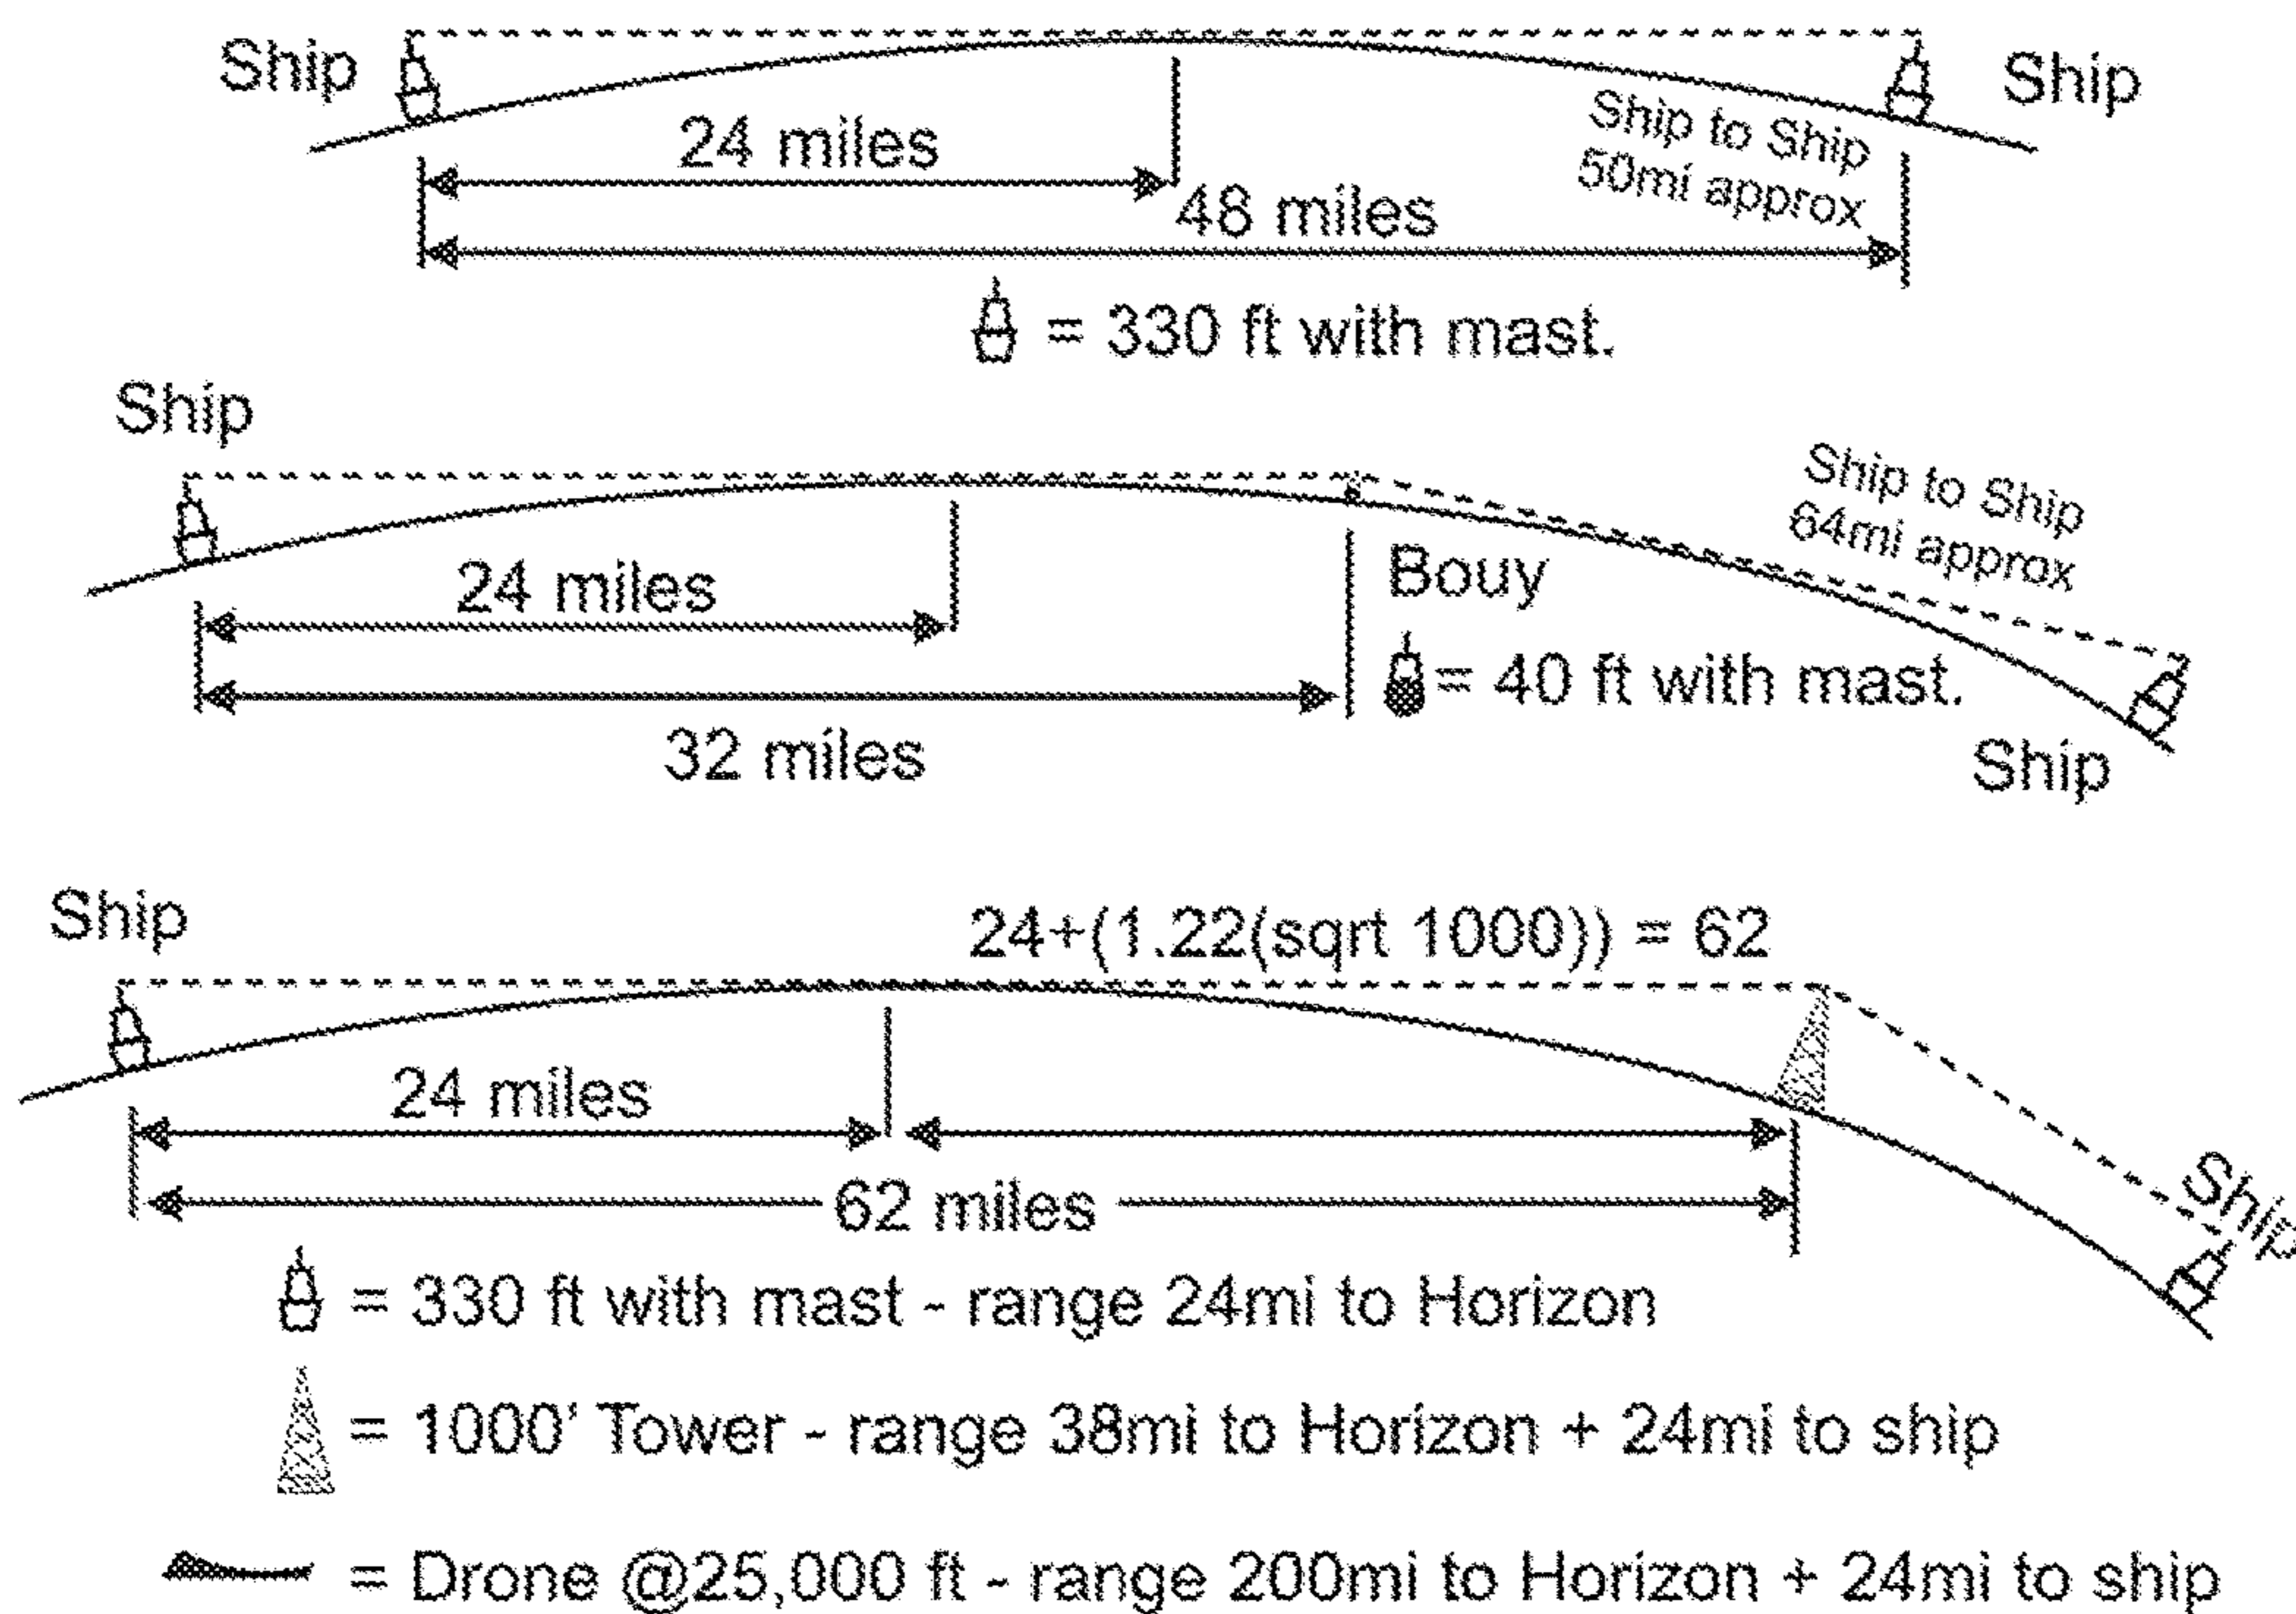 Ship
Ship
24 miles
Ship to Ship
50mi approx
48 miles
= 330 ft with mast.
Ship
Ship to Ship
64mi approx
24 miles
Bouy
= 40 ft with mast.
32 miles
Ship
Ship
24+(1.22(sqrt 1000)) = 62
24 miles
62 miles
Ship
= 330 ft with mast - range 24mi to Horizon
= 1000' Tower - range 38mi to Horizon + 24mi to ship
= Drone @25,000 ft - range 200mi to Horizon + 24mi to ship